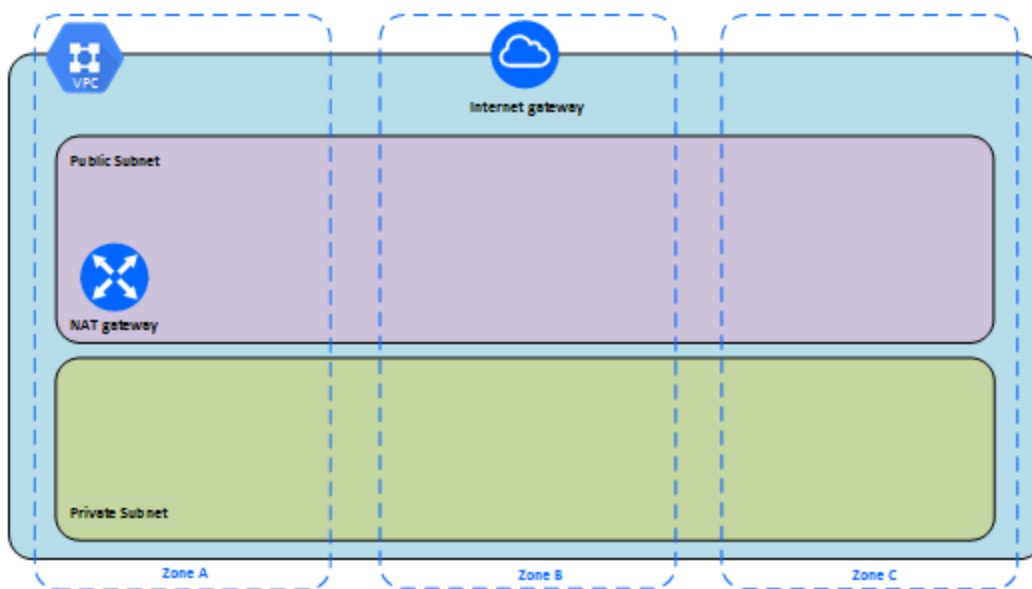 VPC
Internet gateway
Public Subnet
NAT gateway
Private Subnet
Zone A
Zone B
Zone C